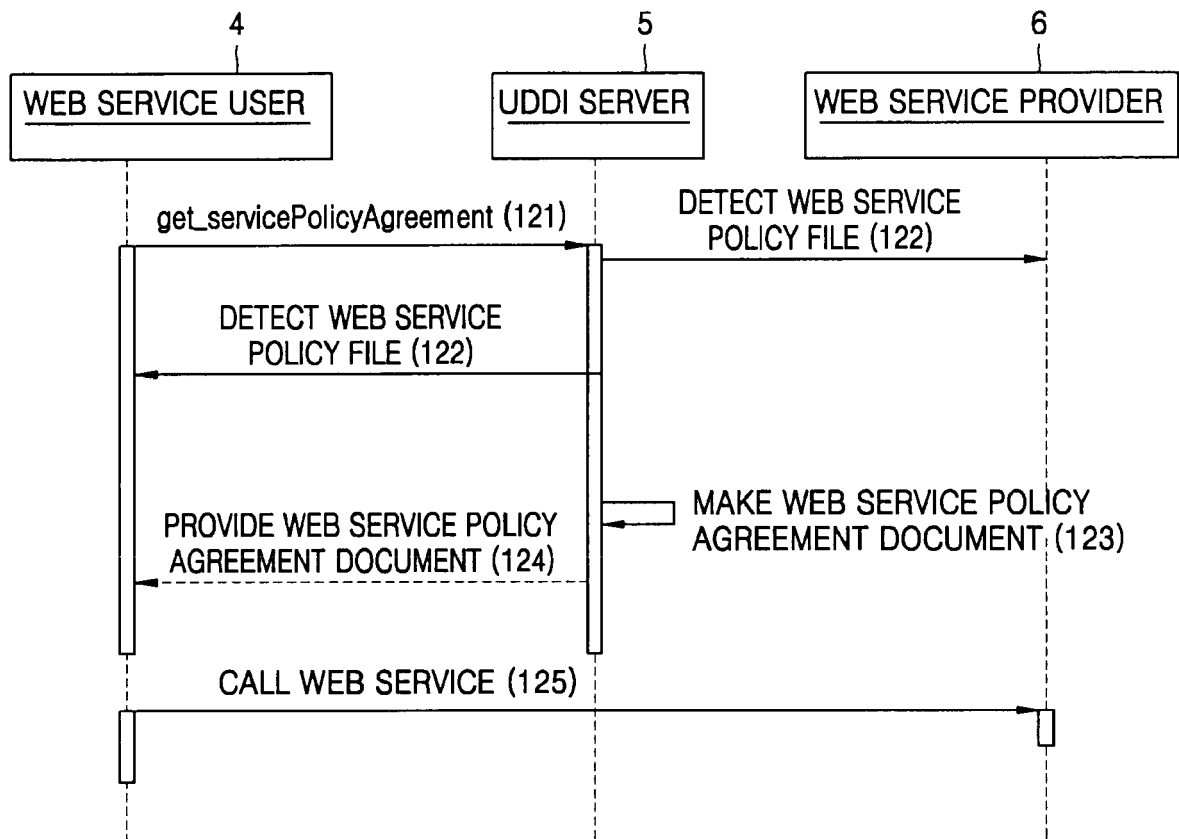 4
5
6
WEB SERVICE USER
UDDI SERVER
WEB SERVICE PROVIDER
get_servicePolicyAgreement (121)
DETECT WEB SERVICE
POLICY FILE (122)
DETECT WEB SERVICE
POLICY FILE (122)
MAKE WEB SERVICE POLICY
AGREEMENT DOCUMENT (123)
PROVIDE WEB SERVICE POLICY
AGREEMENT DOCUMENT (124)
CALL WEB SERVICE (125)